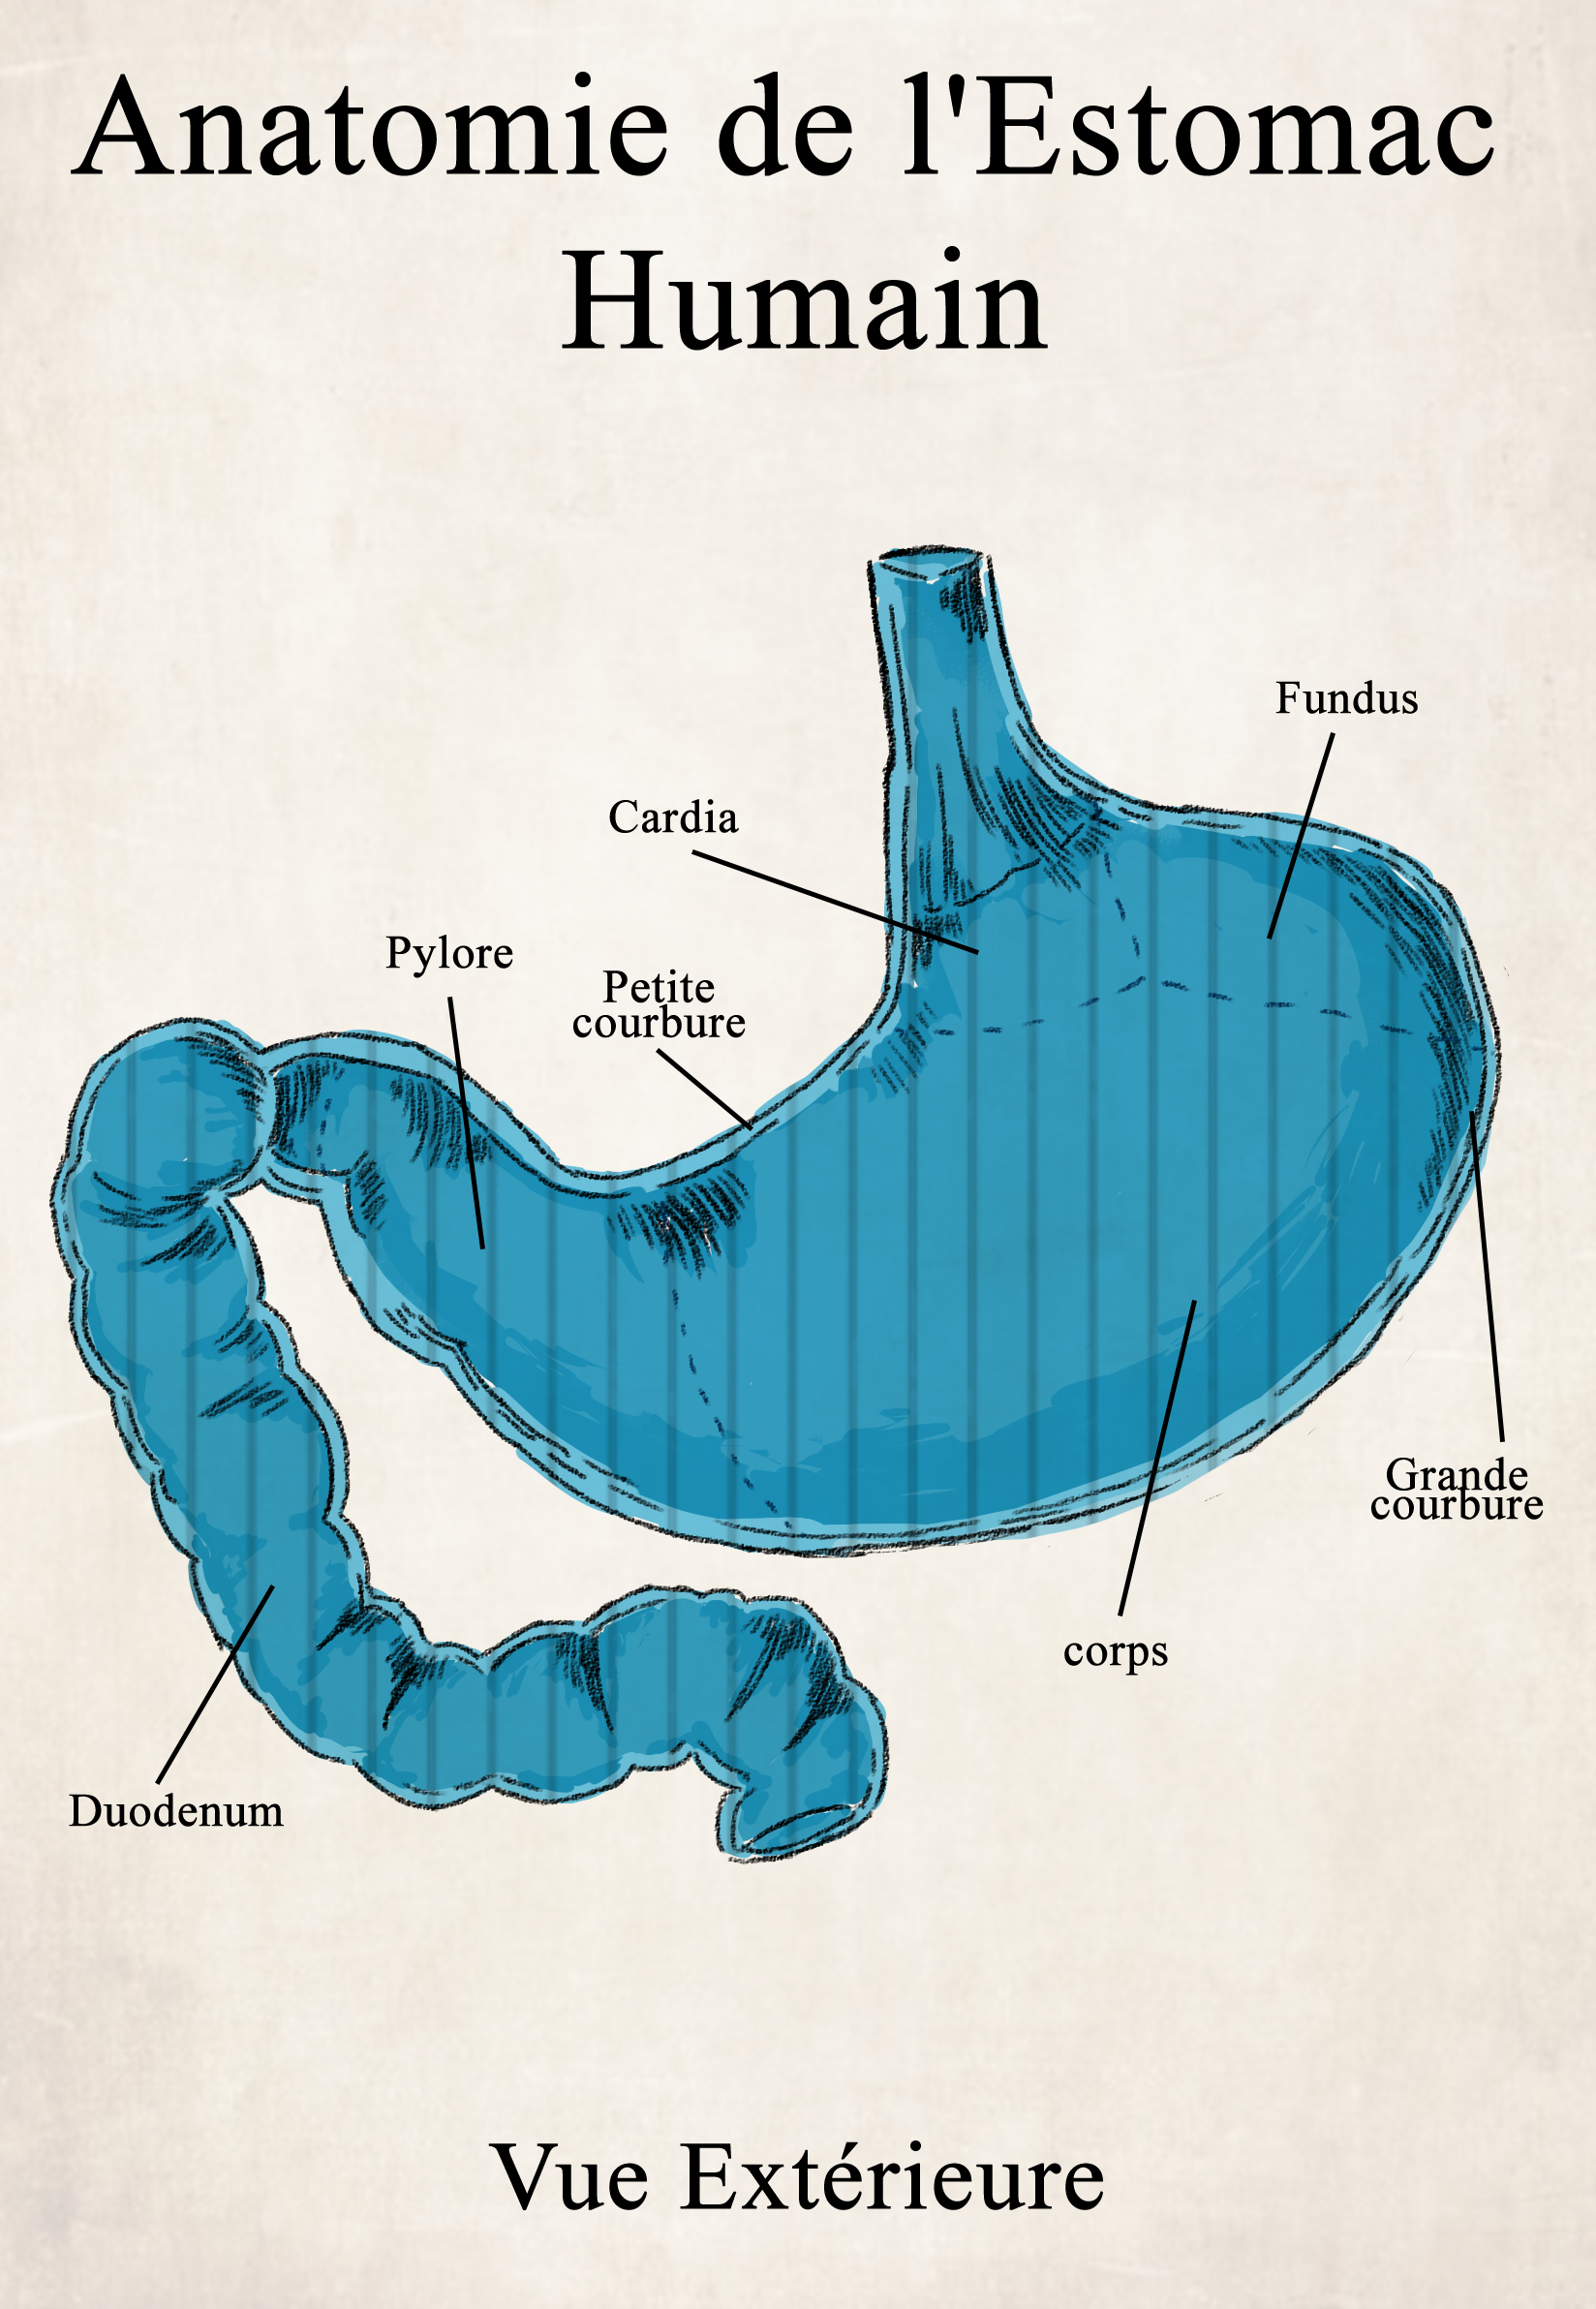 Anatomie de l'Estomac
Humain
Fundus
Cardia
Pylore
Petite
courbure
Grande
courbure
corps
Duodenum
Vue Extérieure